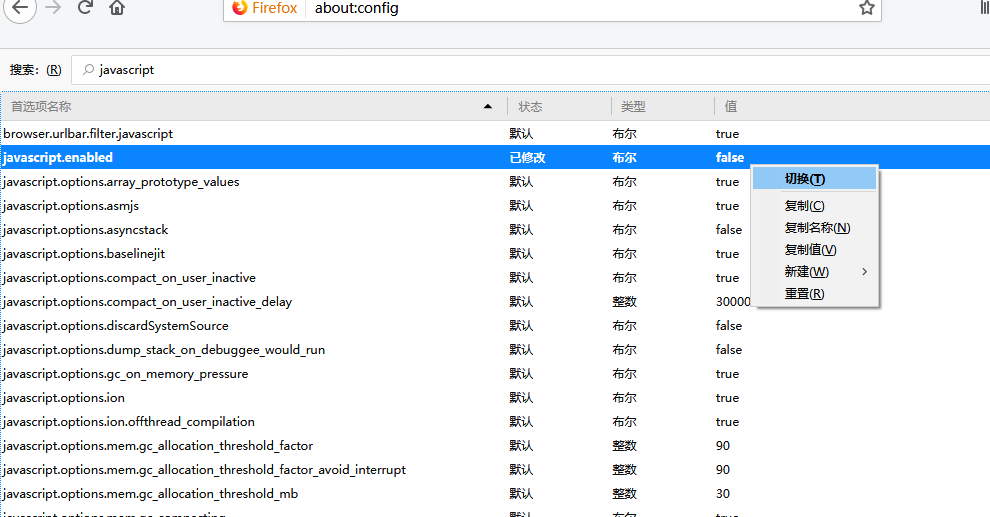 Firefox about:config
搜索：(R) javascript
首选项名称 状态 类型 值
browser.urlbar.filter.javascript 默认 布尔 true
javascript.enabled 已修改 布尔 false
切换(T)
javascript.options.array_prototype_values 默认 布尔 true
javascript.options.asmjs 默认 布尔 true
复制(C)
javascript.options.asyncstack 默认 布尔 false
复制名称(N)
javascript.options.baselinejit 默认 布尔 true
复制值(V)
javascript.options.compact_on_user_inactive 默认 布尔 true
新建(W)
javascript.options.compact_on_user_inactive_delay 默认 整数 30000
重置(R)
javascript.options.discardSystemSource 默认 布尔 false
javascript.options.dump_stack_on_debuggee_would_run 默认 布尔 false
javascript.options.gc_on_memory_pressure 默认 布尔 true
javascript.options.ion 默认 布尔 true
javascript.options.ion.offthread_compilation 默认 布尔 true
javascript.options.mem.gc_allocation_threshold_factor 默认 整数 90
javascript.options.mem.gc_allocation_threshold_factor_avoid_interrupt 默认 整数 90
javascript.options.mem.gc_allocation_threshold_mb 默认 整数 30